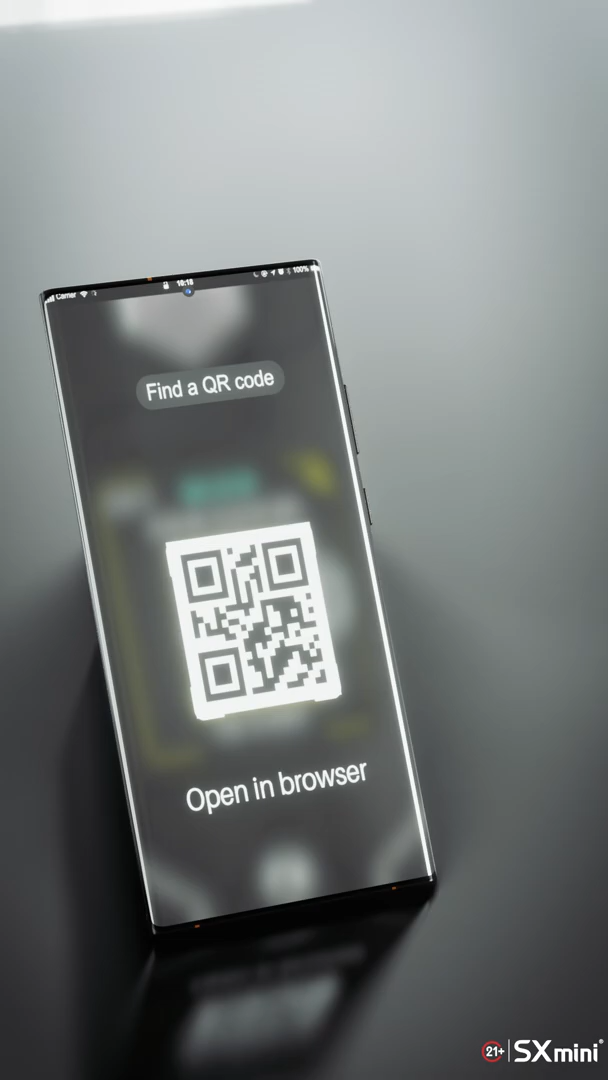 Carrier 10:18 100%
Find a QR code
Open in browser
21+ SXmini®